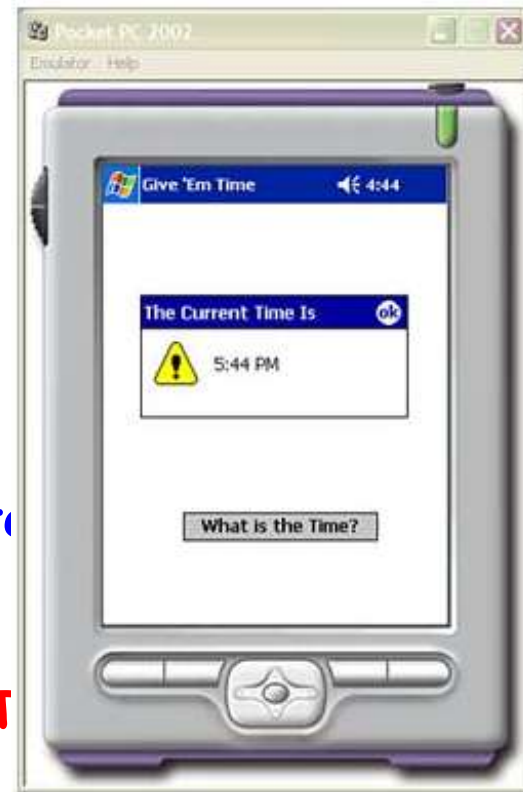 Pocket PC 2002
Emulator Help
Give 'Em Time 4:44
The Current Time Is ok
5:44 PM
What is the Time?